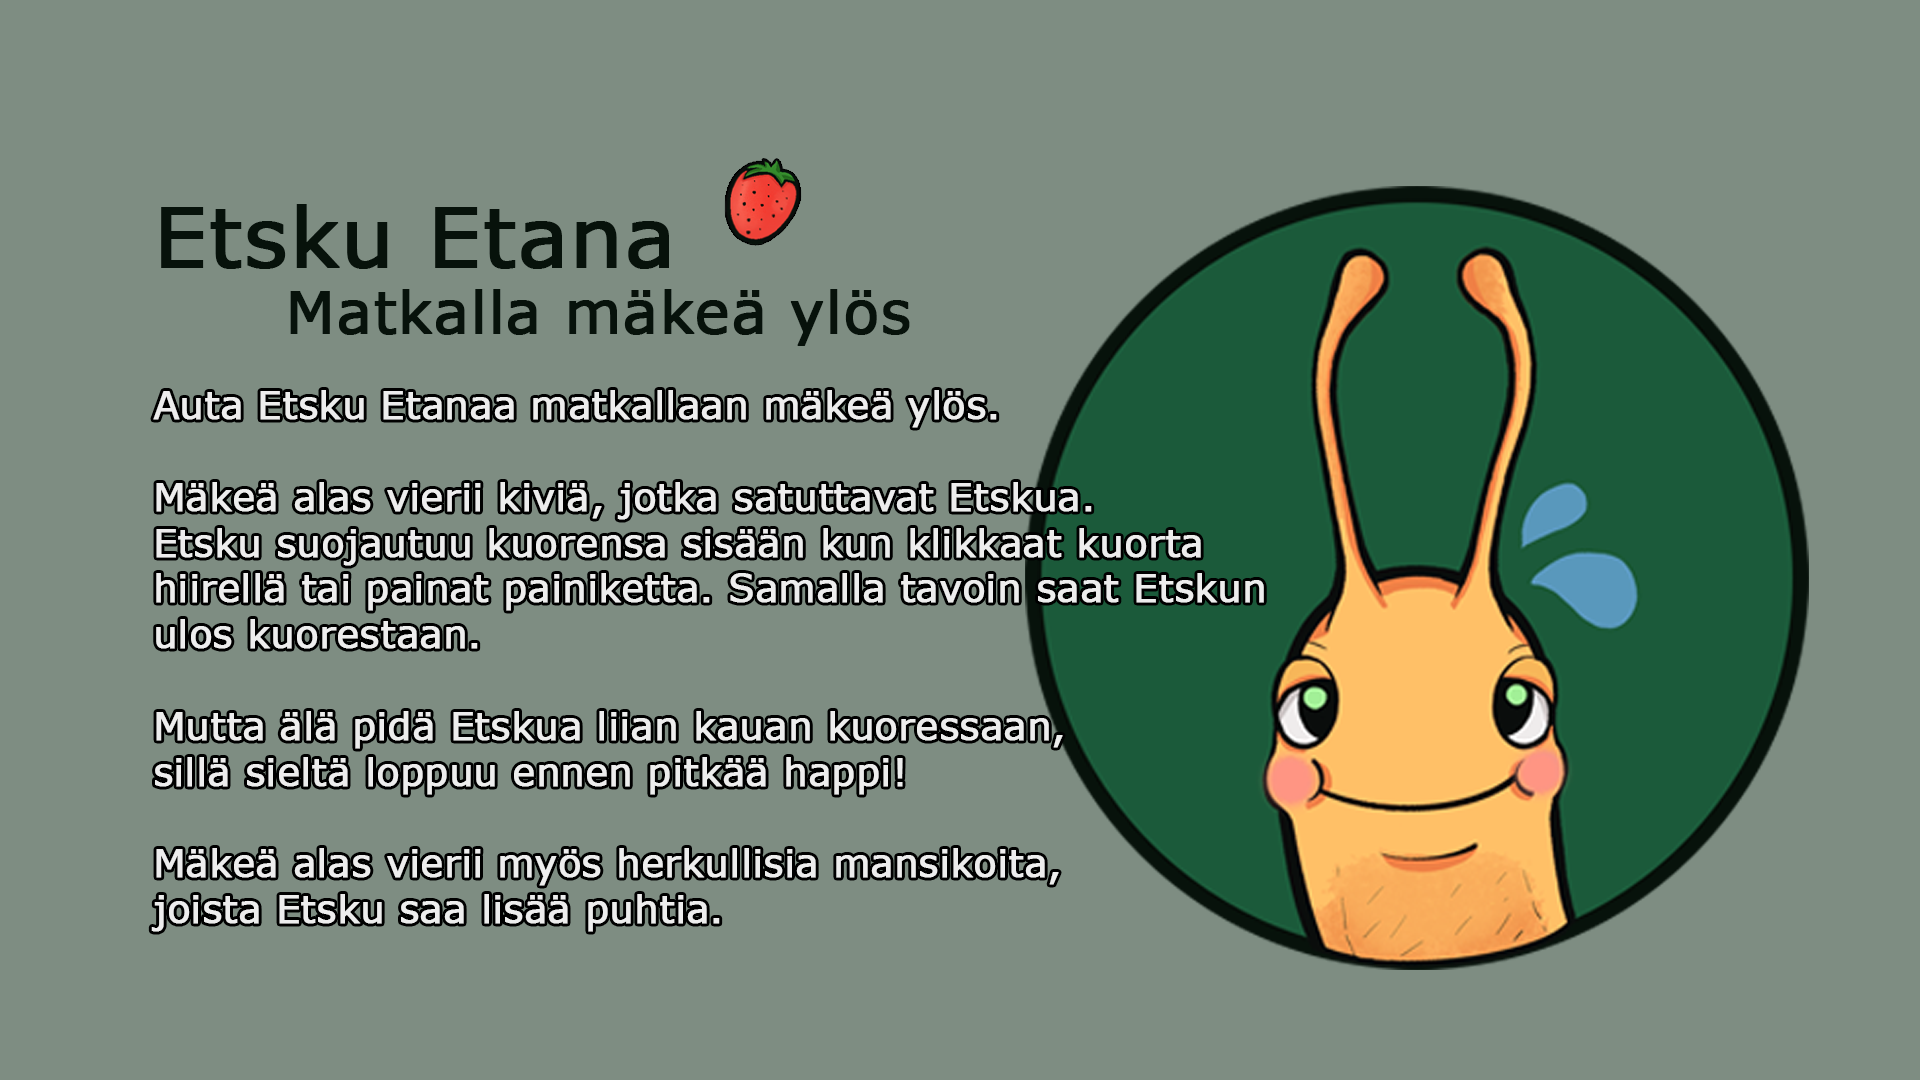 Etsku Etana
Matkalla mäkeä ylös
Auta Etsku Etanaa matkallaan mäkeä ylös.
Mäkeä alas vierii kiviä, jotka satuttavat Etskua.
Etsku suojautuu kuorensa sisään kun klikkaat kuorta
hiirellä tai painat painiketta. Samalla tavoin saat Etskun
ulos kuorestaan.
Mutta älä pidä Etskua liian kauan kuoressaan,
sillä sieltä loppuu ennen pitkää happi!
Mäkeä alas vierii myös herkullisia mansikoita,
joista Etsku saa lisää puhtia.